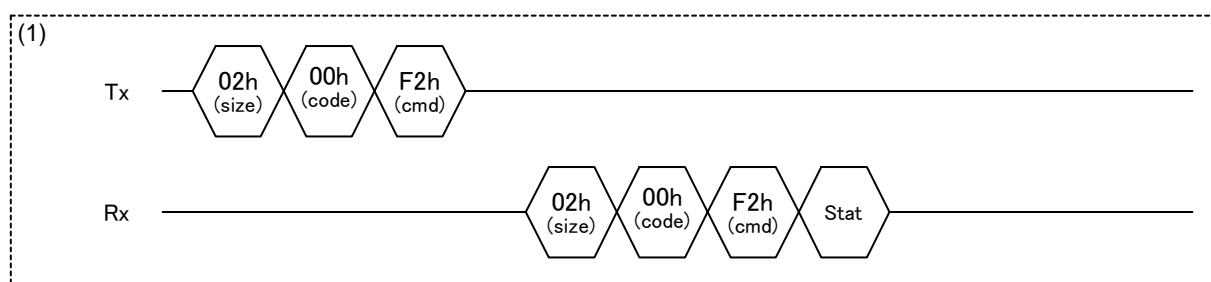 (1)
Tx
02h
(size)
00h
(code)
F2h
(cmd)
Rx
02h
(size)
00h
(code)
F2h
(cmd)
Stat